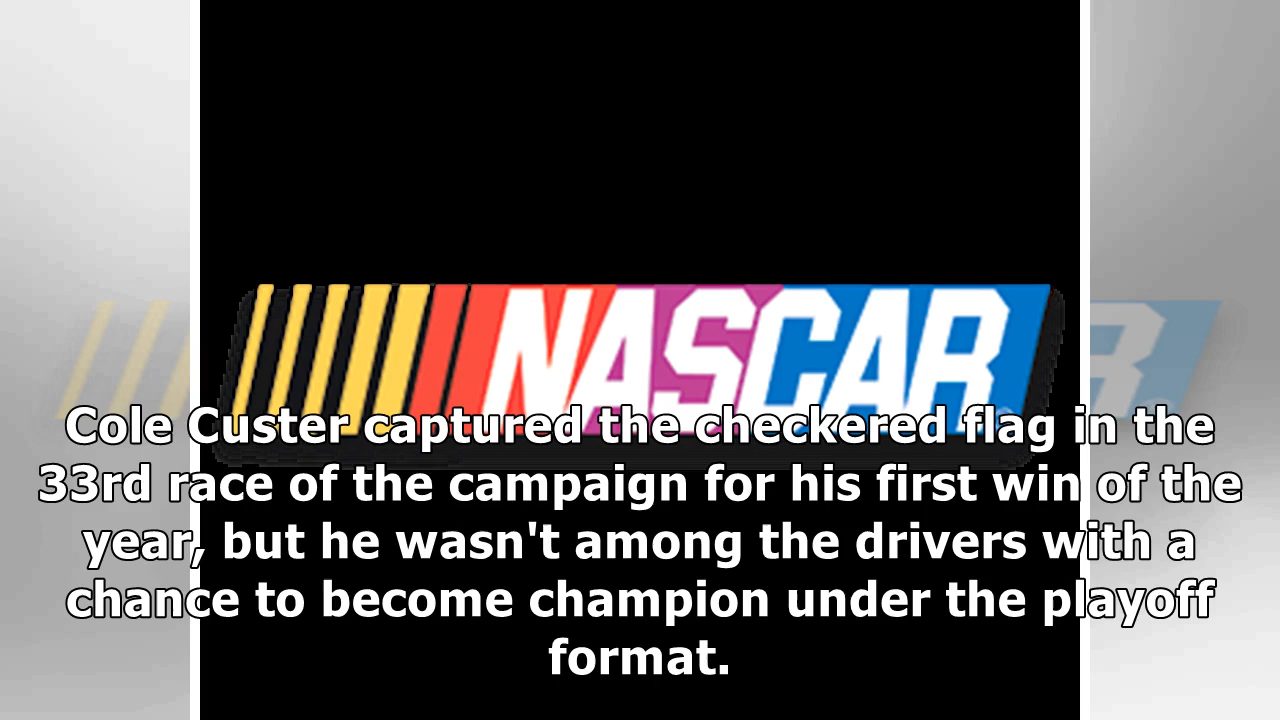 NASCAR
Cole Custer captured the checkered flag in the
33rd race of the campaign for his first win of the
year, but he wasn't among the drivers with a
chance to become champion under the playoff
format.